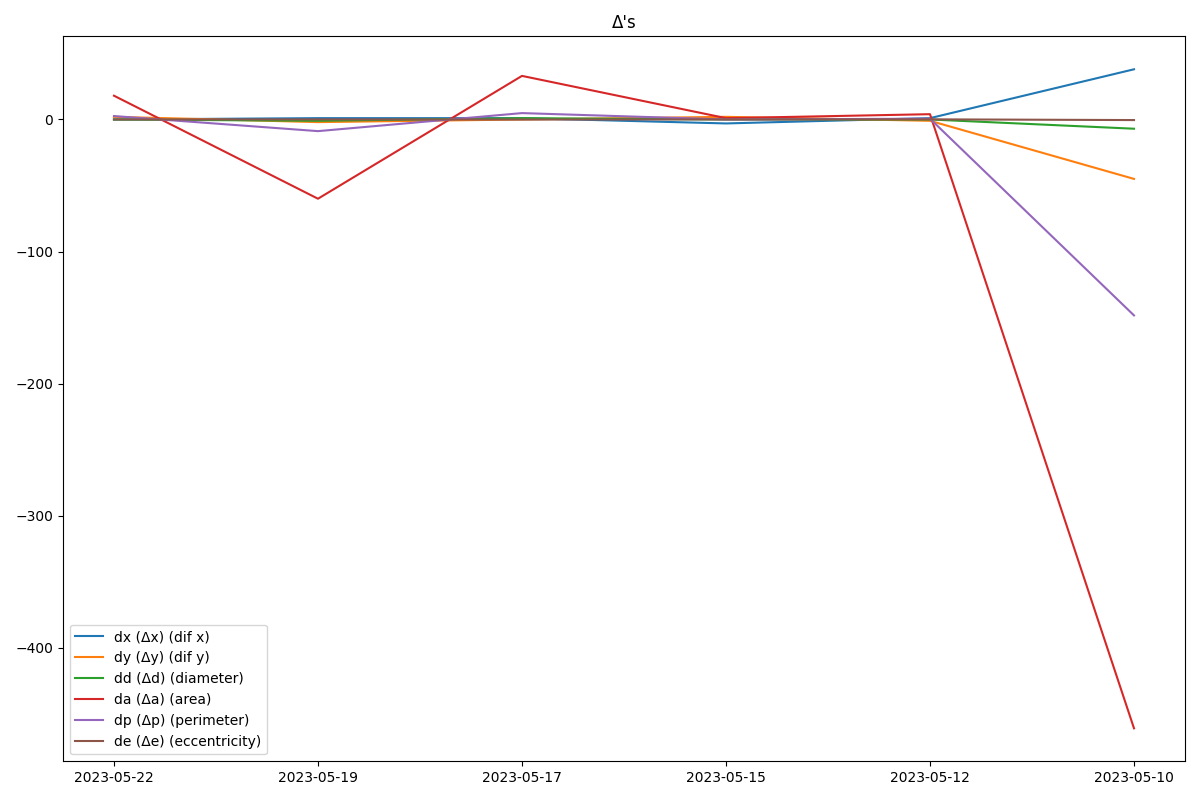 Δ's
0
−100
−200
−300
−400
dx (Δx) (dif x)
dy (Δy) (dif y)
dd (Δd) (diameter)
da (Δa) (area)
dp (Δp) (perimeter)
de (Δe) (eccentricity)
2023-05-22 2023-05-19 2023-05-17 2023-05-15 2023-05-12 2023-05-10